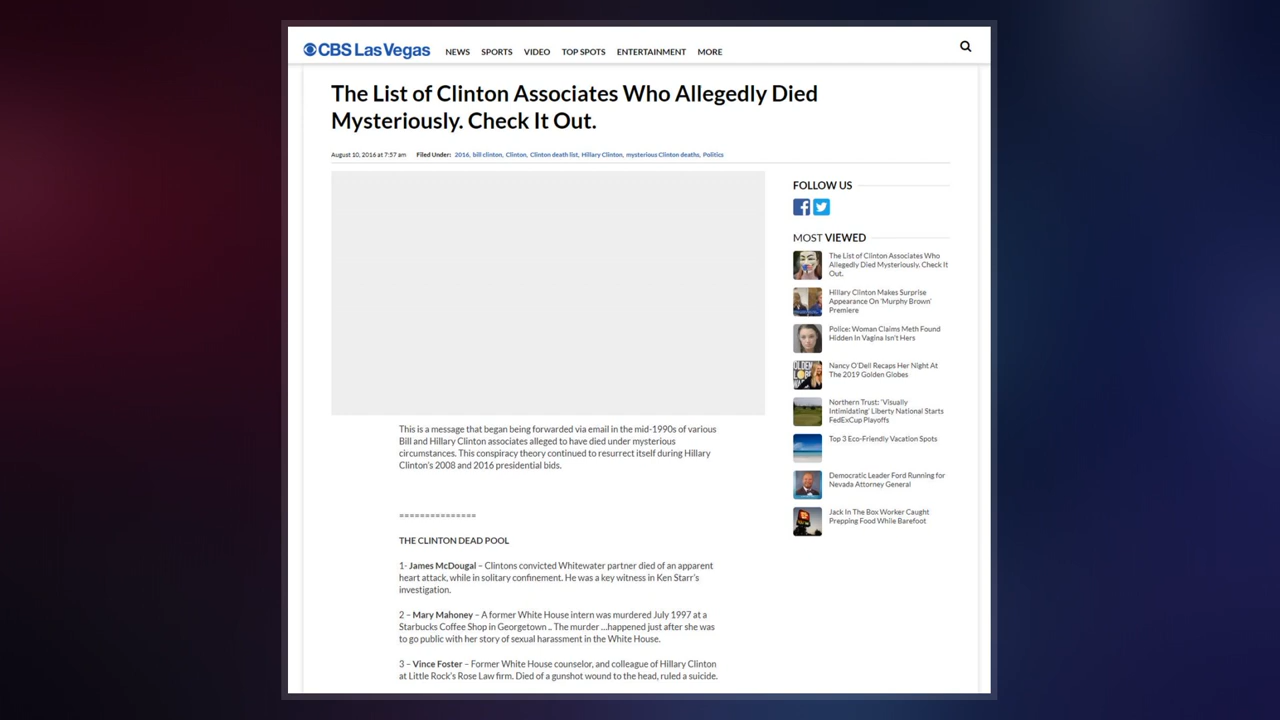 CBS Las Vegas
NEWS SPORTS VIDEO TOP SPOTS ENTERTAINMENT MORE
The List of Clinton Associates Who Allegedly Died
Mysteriously. Check It Out.
August 10, 2016 at 7:57 am Filed Under: 2016, bill clinton, Clinton, Clinton death list, Hillary Clinton, mysterious Clinton deaths, Politics
This is a message that began being forwarded via email in the mid-1990s of various
Bill and Hillary Clinton associates alleged to have died under mysterious
circumstances. This conspiracy theory continued to resurrect itself during Hillary
Clinton's 2008 and 2016 presidential bids.
===============
THE CLINTON DEAD POOL
1- James McDougal – Clintons convicted Whitewater partner died of an apparent
heart attack, while in solitary confinement. He was a key witness in Ken Starr's
investigation.
2 – Mary Mahoney – A former White House intern was murdered July 1997 at a
Starbucks Coffee Shop in Georgetown .. The murder ...happened just after she was
to go public with her story of sexual harassment in the White House.
3 – Vince Foster – Former White House counselor, and colleague of Hillary Clinton
at Little Rock's Rose Law firm. Died of a gunshot wound to the head, ruled a suicide.
FOLLOW US
MOST VIEWED
The List of Clinton Associates Who
Allegedly Died Mysteriously. Check It
Out.
Hillary Clinton Makes Surprise
Appearance On 'Murphy Brown'
Premiere
Police: Woman Claims Meth Found
Hidden In Vagina Isn't Hers
Nancy O'Dell Recaps Her Night At
The 2019 Golden Globes
Northern Trust: 'Visually
Intimidating' Liberty National Starts
FedExCup Playoffs
Top 3 Eco-Friendly Vacation Spots
Democratic Leader Ford Running for
Nevada Attorney General
Jack In The Box Worker Caught
Prepping Food While Barefoot